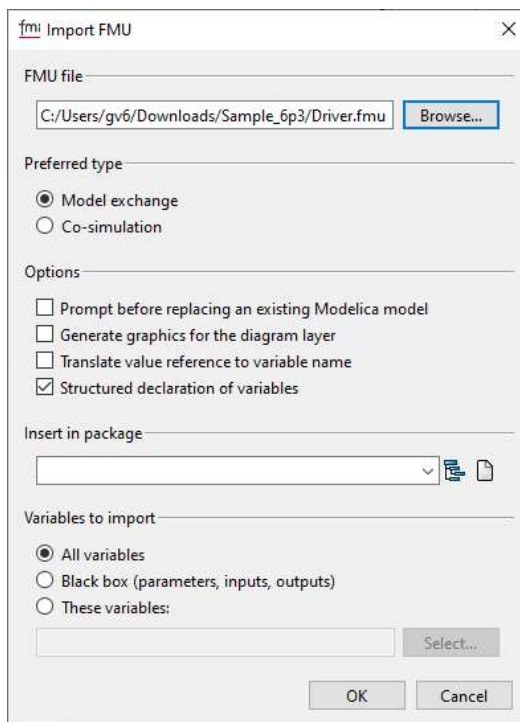 fmi Import FMU
FMU file
C:/Users/gv6/Downloads/Sample_6p3/Driver.fmu Browse...
Preferred type
Model exchange
Co-simulation
Options
Prompt before replacing an existing Modelica model
Generate graphics for the diagram layer
Translate value reference to variable name
Structured declaration of variables
Insert in package
Variables to import
All variables
Black box (parameters, inputs, outputs)
These variables:
Select...
OK Cancel